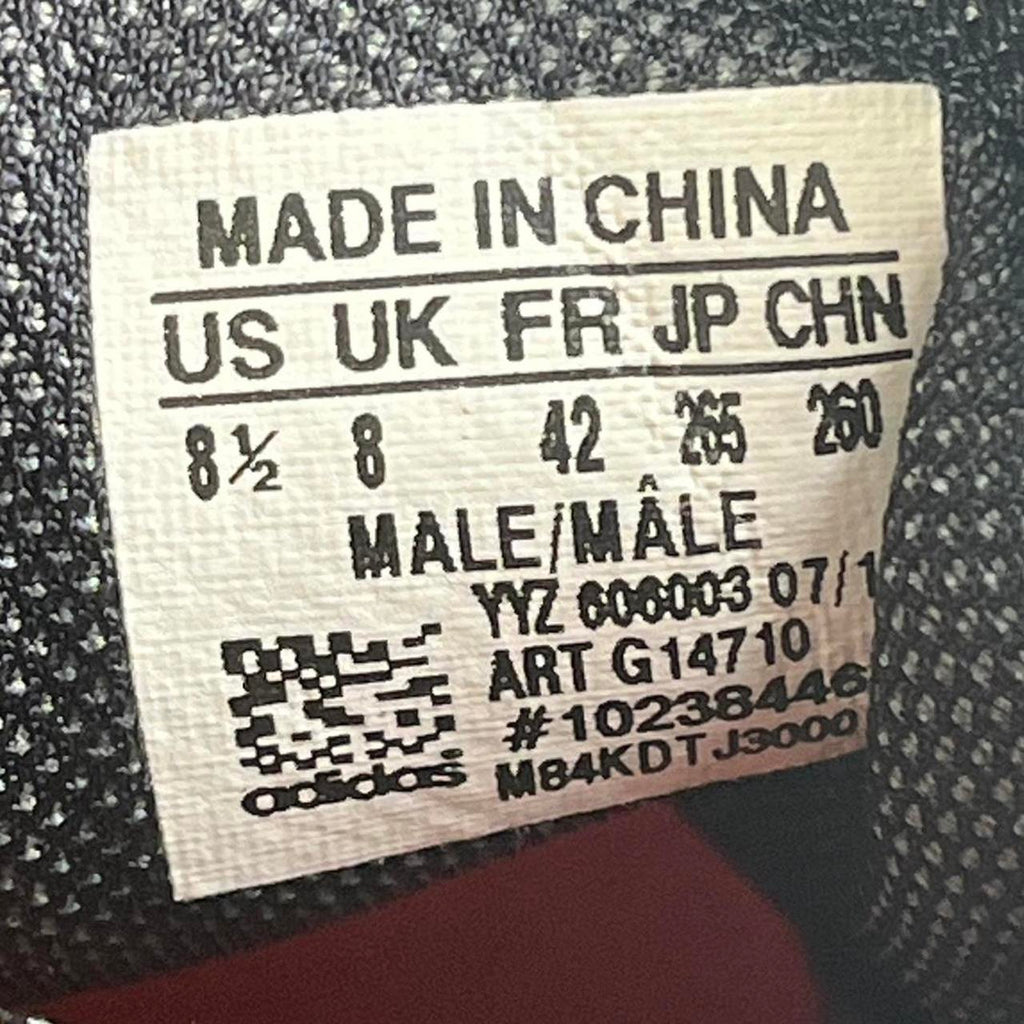 MADE IN CHINA
US UK FR JP CHN
8½ 8 42 265 260
MALE/MÂLE
YYZ 606003 07/1
ART G14710
#10238446
M84KDTJ3000
adidas